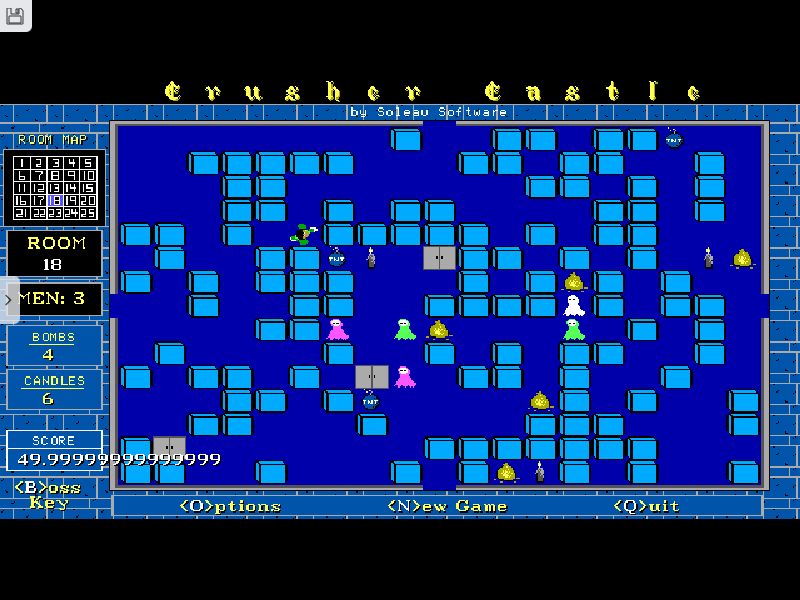 Crusher Castle
by Soleau Software
ROOM MAP
1 2 3 4 5
6 7 8 9 10
11 12 13 14 15
16 17 18 19 20
21 22 23 24 25
ROOM
18
MEN: 3
BOMBS
4
CANDLES
6
SCORE
49.999999999999999
<B>oss
Key
<O>ptions <N>ew Game <Q>uit
TNT
TNT
TNT